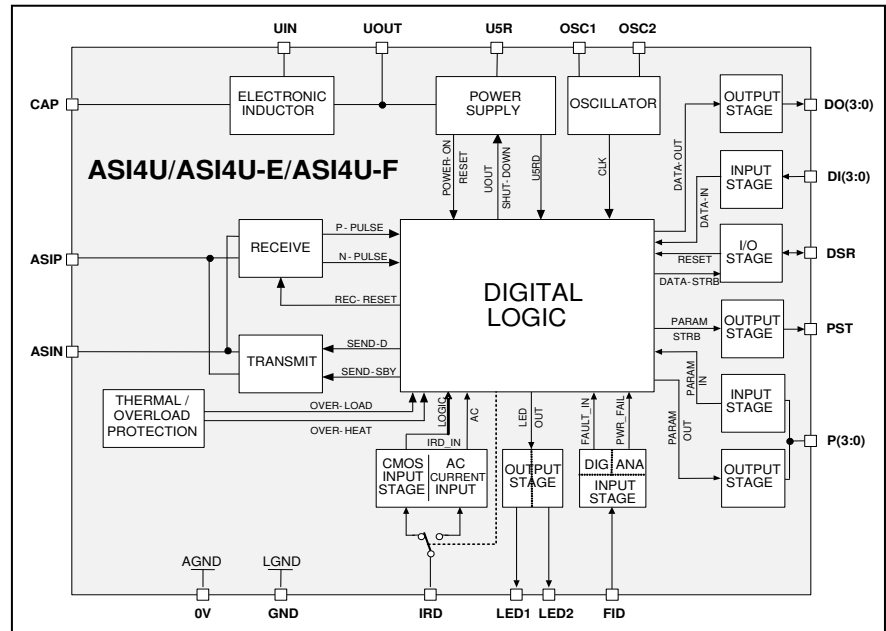 UIN UOUT U5R OSC1 OSC2
CAP
ELECTRONIC
INDUCTOR
POWER
SUPPLY
OSCILLATOR
OUTPUT
STAGE
DO(3:0)
ASI4U/ASI4U-E/ASI4U-F
POWER-ON
RESET
UOUT
SHUT-DOWN
U5RD
CLK
DATA-OUT
DATA-IN
INPUT
STAGE
DI(3:0)
ASIP
RECEIVE
P-PULSE
N-PULSE
REC-RESET
DIGITAL
LOGIC
RESET
DATA-STRB
I/O
STAGE
DSR
ASIN
TRANSMIT
SEND-D
SEND-SBY
PARAM
STRB
OUTPUT
STAGE
PST
THERMAL /
OVERLOAD
PROTECTION
OVER-LOAD
OVER-HEAT
LOGIC
IRD_IN
AC
LED
OUT
FAULT_IN
PWR_FAIL
PARAM
IN
PARAM
OUT
INPUT
STAGE
P(3:0)
OUTPUT
STAGE
CMOS
INPUT
STAGE
AC
CURRENT
INPUT
OUTPUT
STAGE
DIG ANA
INPUT
STAGE
AGND LGND
0V GND IRD LED1 LED2 FID